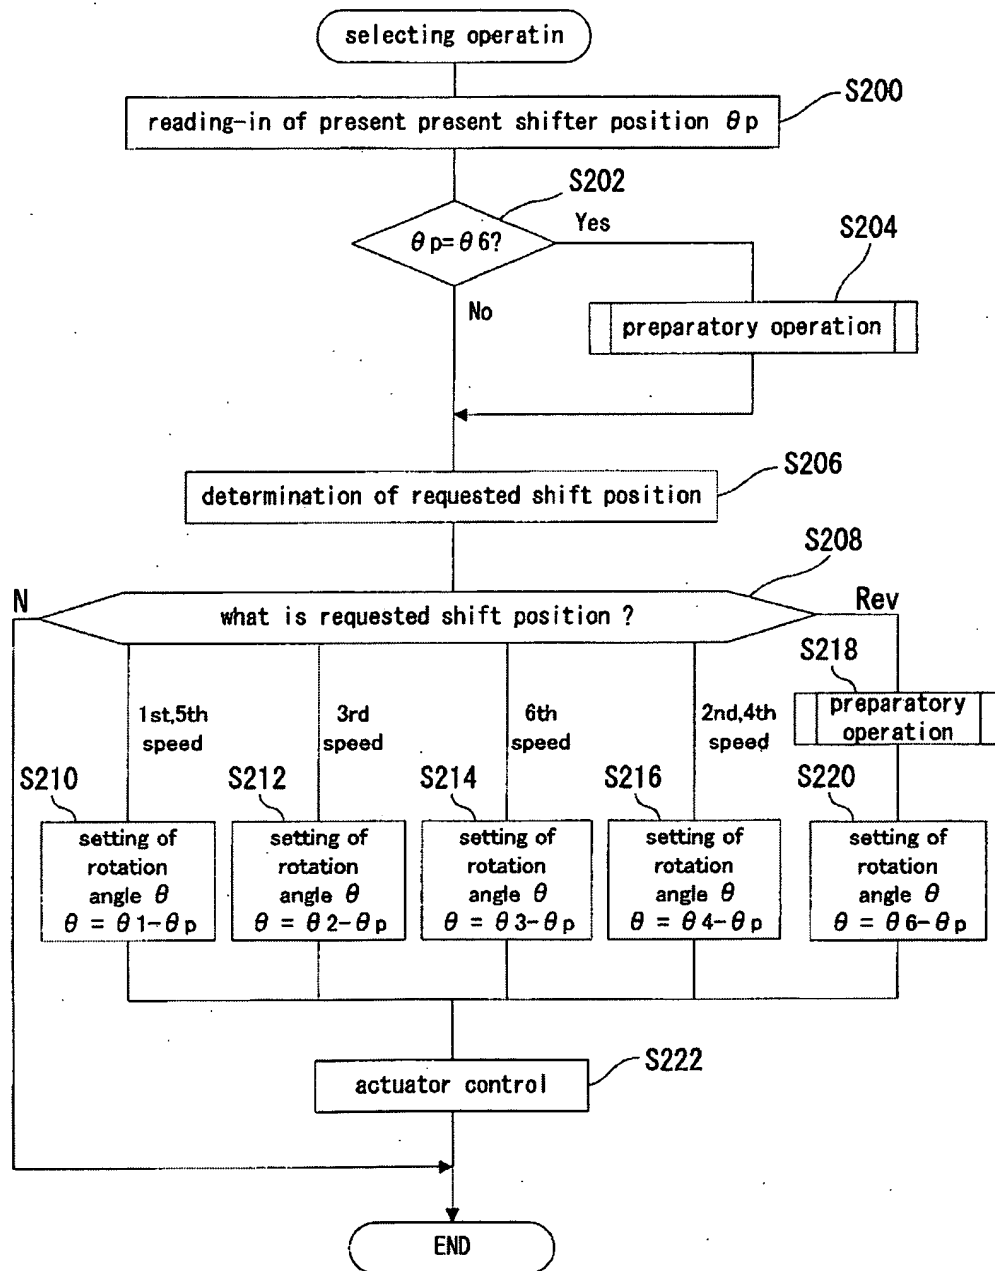 selecting operatin
S200
reading-in of present present shifter position θp
S202
θp=θ6?
Yes
S204
No
preparatory operation
S206
determination of requested shift position
S208
N
what is requested shift position ?
Rev
S218
preparatory
operation
1st,5th
speed
3rd
speed
6th
speed
2nd,4th
speed
S210
S212
S214
S216
S220
setting of
rotation
angle θ
θ = θ1-θp
setting of
rotation
angle θ
θ = θ2-θp
setting of
rotation
angle θ
θ = θ3-θp
setting of
rotation
angle θ
θ = θ4-θp
setting of
rotation
angle θ
θ = θ6-θp
S222
actuator control
END